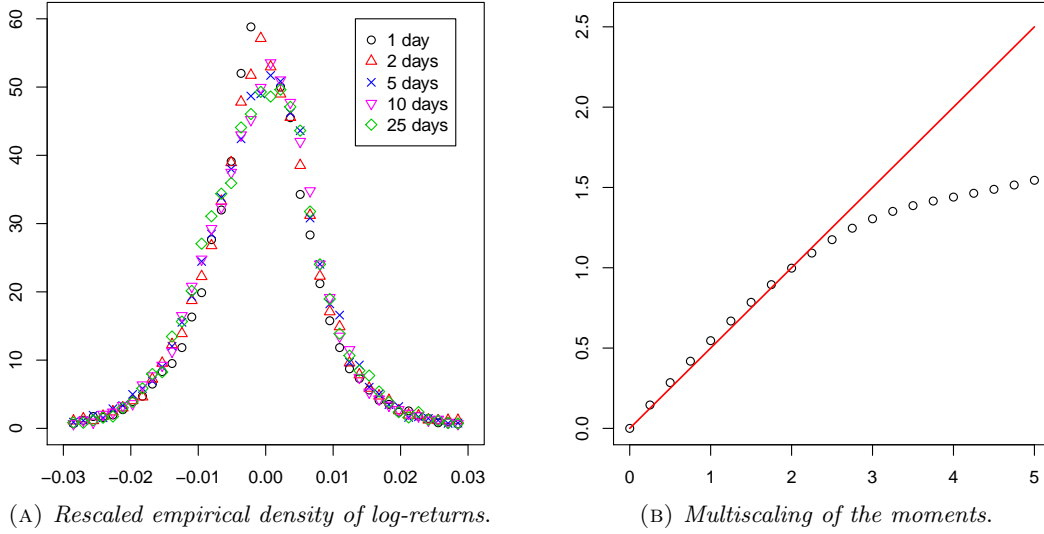 60
50
40
30
20
10
0
1 day
2 days
5 days
10 days
25 days
−0.03 −0.02 −0.01 0.00 0.01 0.02 0.03
(A) Rescaled empirical density of log-returns.
2.5
2.0
1.5
1.0
0.5
0.0
0 1 2 3 4 5
(B) Multiscaling of the moments.